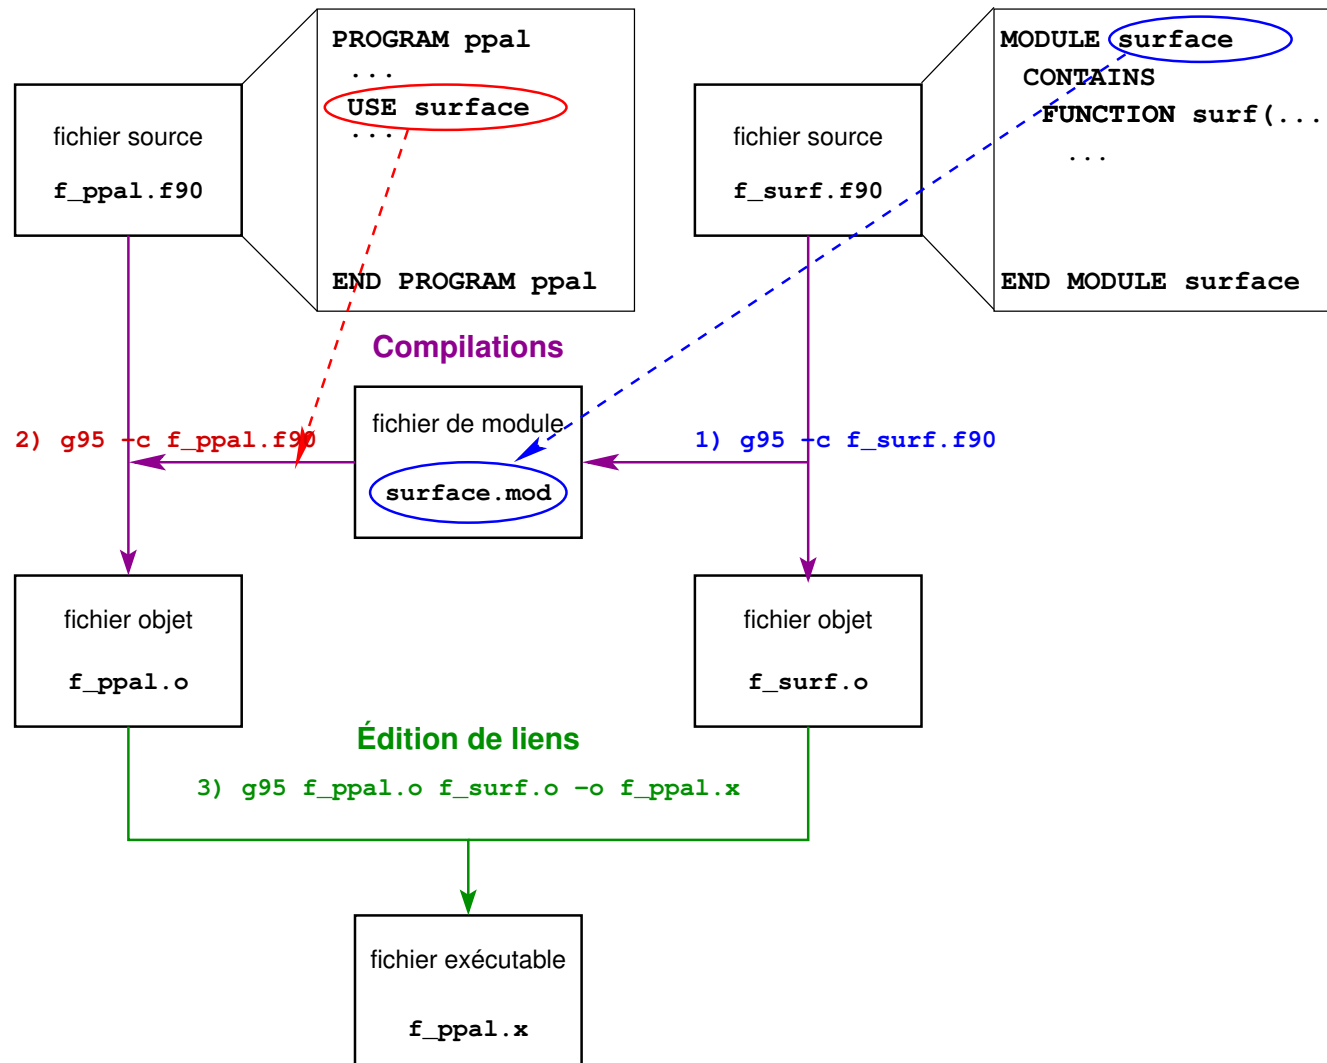 fichier source
f_ppal.f90
PROGRAM ppal
...
USE surface
...
END PROGRAM ppal
fichier source
f_surf.f90
MODULE surface
CONTAINS
FUNCTION surf(...
...
END MODULE surface
Compilations
2) g95 −c f_ppal.f90
fichier de module
surface.mod
1) g95 −c f_surf.f90
fichier objet
f_ppal.o
fichier objet
f_surf.o
Édition de liens
3) g95 f_ppal.o f_surf.o −o f_ppal.x
fichier exécutable
f_ppal.x